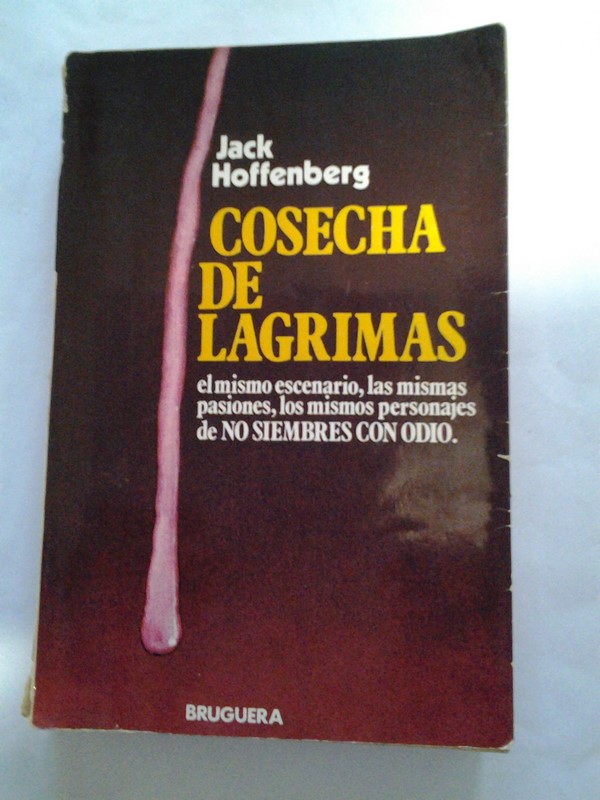 Jack
Hoffenberg
COSECHA
DE
LAGRIMAS
el mismo escenario, las mismas
pasiones, los mismos personajes
de NO SIEMBRES CON ODIO.
BRUGUERA